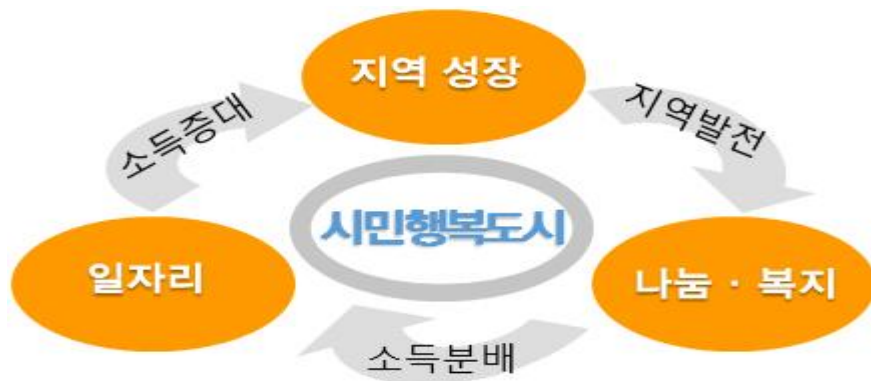 지역 성장
소득증대
지역발전
시민행복도시
일자리
나눔 · 복지
소득분배